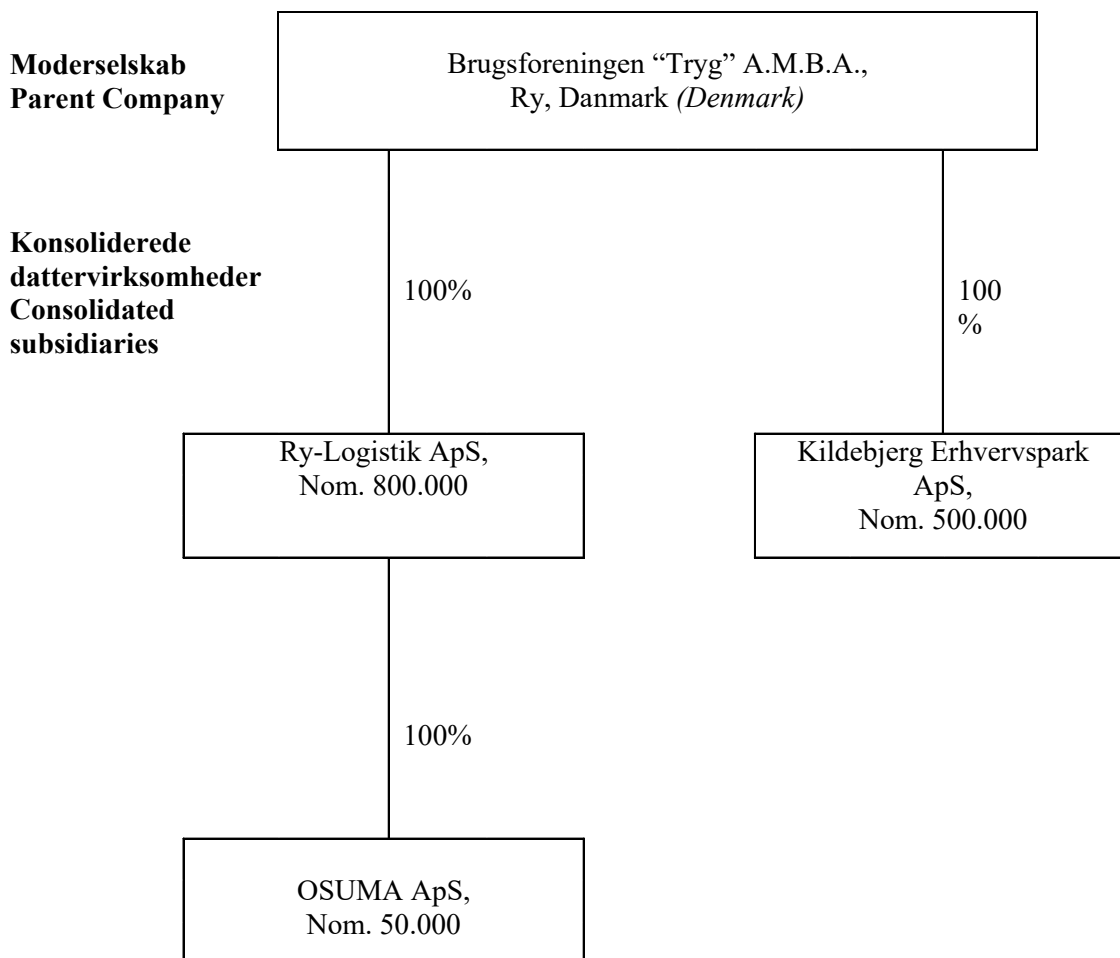 Moderselskab
Parent Company
Brugsforeningen “Tryg” A.M.B.A.,
Ry, Danmark (Denmark)
Konsoliderede
dattervirksomheder
Consolidated
subsidiaries
100%
100
%
Ry-Logistik ApS,
Nom. 800.000
Kildebjerg Erhvervspark
ApS,
Nom. 500.000
100%
OSUMA ApS,
Nom. 50.000